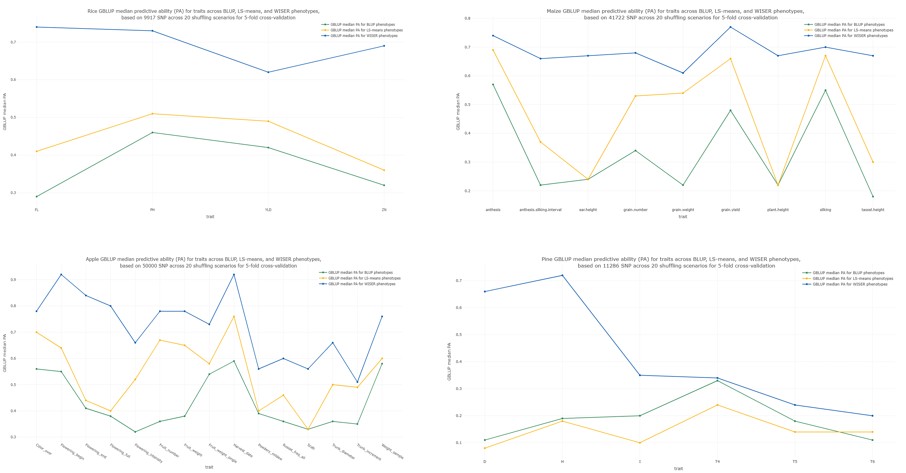 Rice GBLUP median predictive ability (PA) for traits across BLUP, LS-means, and WISER phenotypes,
based on 9917 SNP across 20 shuffling scenarios for 5-fold cross-validation
GBLUP median PA for BLUP phenotypes
GBLUP median PA for LS-means phenotypes
GBLUP median PA for WISER phenotypes
0.7
0.6
0.5
0.4
0.3
GBLUP median PA
FL
PH
YLD
ZN
trait
Maize GBLUP median predictive ability (PA) for traits across BLUP, LS-means, and WISER phenotypes,
based on 41722 SNP across 20 shuffling scenarios for 5-fold cross-validation
GBLUP median PA for BLUP phenotypes
GBLUP median PA for LS-means phenotypes
GBLUP median PA for WISER phenotypes
0.8
0.7
0.6
0.5
0.4
0.3
0.2
GBLUP median PA
anthesis
anthesis.silking.interval
ear.height
grain.number
grain.weight
grain.yield
plant.height
silking
tassel.height
trait
Apple GBLUP median predictive ability (PA) for traits across BLUP, LS-means, and WISER phenotypes,
based on 50000 SNP across 20 shuffling scenarios for 5-fold cross-validation
GBLUP median PA for BLUP phenotypes
GBLUP median PA for LS-means phenotypes
GBLUP median PA for WISER phenotypes
0.9
0.8
0.7
0.6
0.5
0.4
0.3
GBLUP median PA
Color_over
Flowering_begin
Flowering_end
Flowering_full
Flowering_intensity
Fruit_number
Fruit_weight
Fruit_weight_single
Harvest_date
Russet_freq_all
Trunk_diameter
Trunk_increment
Weight_sample
trait
Pine GBLUP median predictive ability (PA) for traits across BLUP, LS-means, and WISER phenotypes,
based on 11286 SNP across 20 shuffling scenarios for 5-fold cross-validation
GBLUP median PA for BLUP phenotypes
GBLUP median PA for LS-means phenotypes
GBLUP median PA for WISER phenotypes
0.7
0.6
0.5
0.4
0.3
0.2
0.1
GBLUP median PA
H
T4
T5
T6
trait